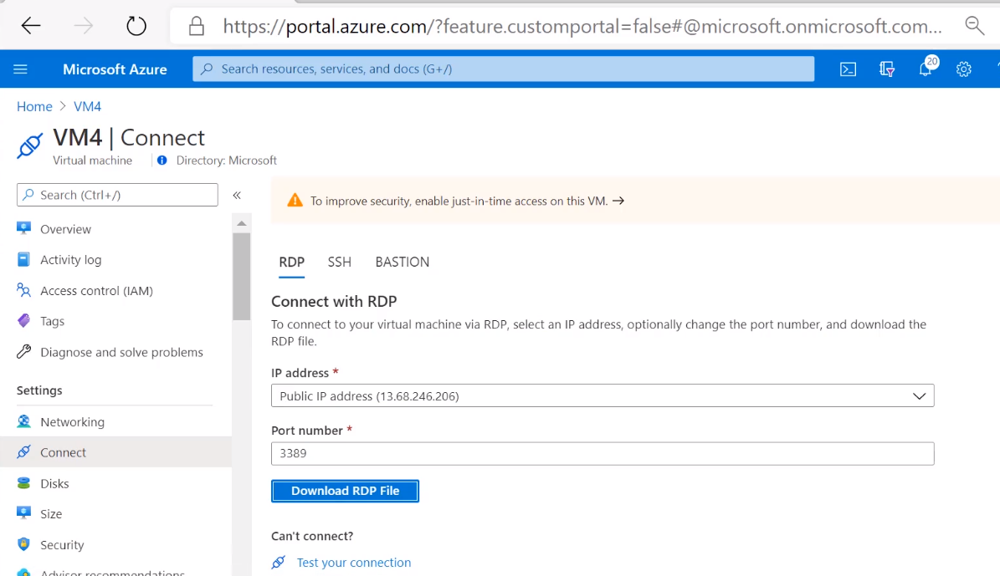 https://portal.azure.com/?feature.customportal=false#@microsoft.onmicrosoft.com...
Microsoft Azure
Search resources, services, and docs (G+/)
20
Home > VM4
VM4 | Connect
Virtual machine
Directory: Microsoft
Search (Ctrl+/)
«
To improve security, enable just-in-time access on this VM. →
Overview
Activity log
Access control (IAM)
Tags
Diagnose and solve problems
Settings
Networking
Connect
Disks
Size
Security
Advisor recommendations
RDP SSH BASTION
Connect with RDP
To connect to your virtual machine via RDP, select an IP address, optionally change the port number, and download the
RDP file.
IP address *
Public IP address (13.68.246.206)
Port number *
3389
Download RDP File
Can't connect?
Test your connection